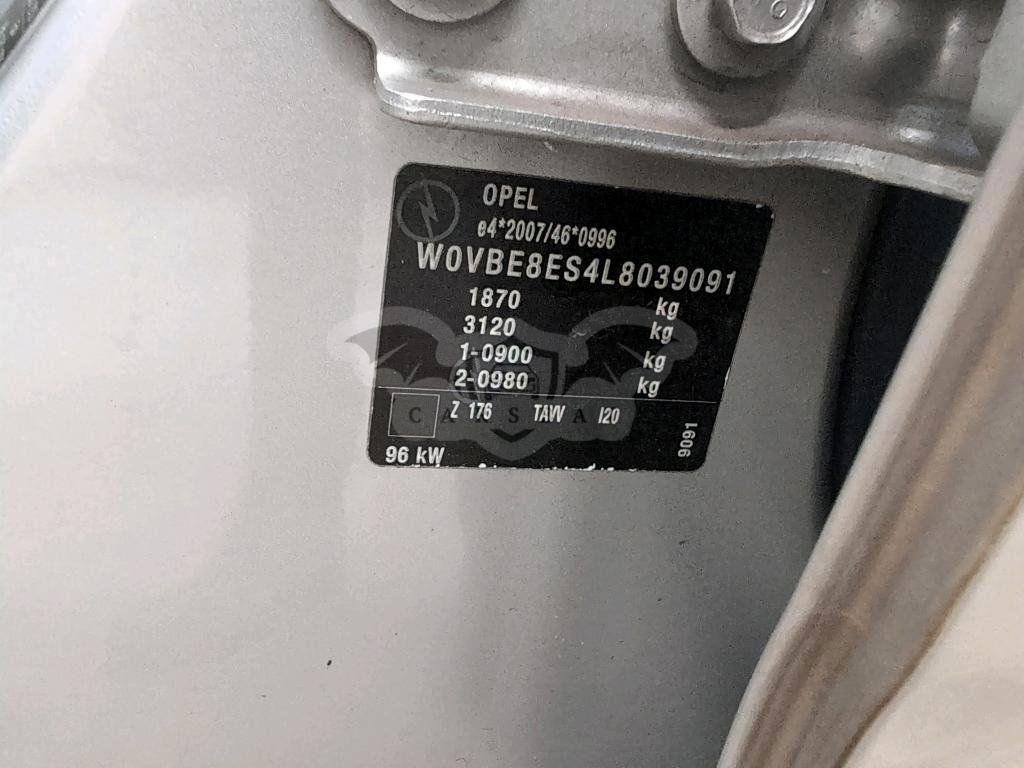 OPEL
e4*2007/46*0996
W0VBE8ES4L8039091
1870 kg
3120 kg
1-0900 kg
2-0980 kg
Z 176 TAVV I20
96 kW
9091